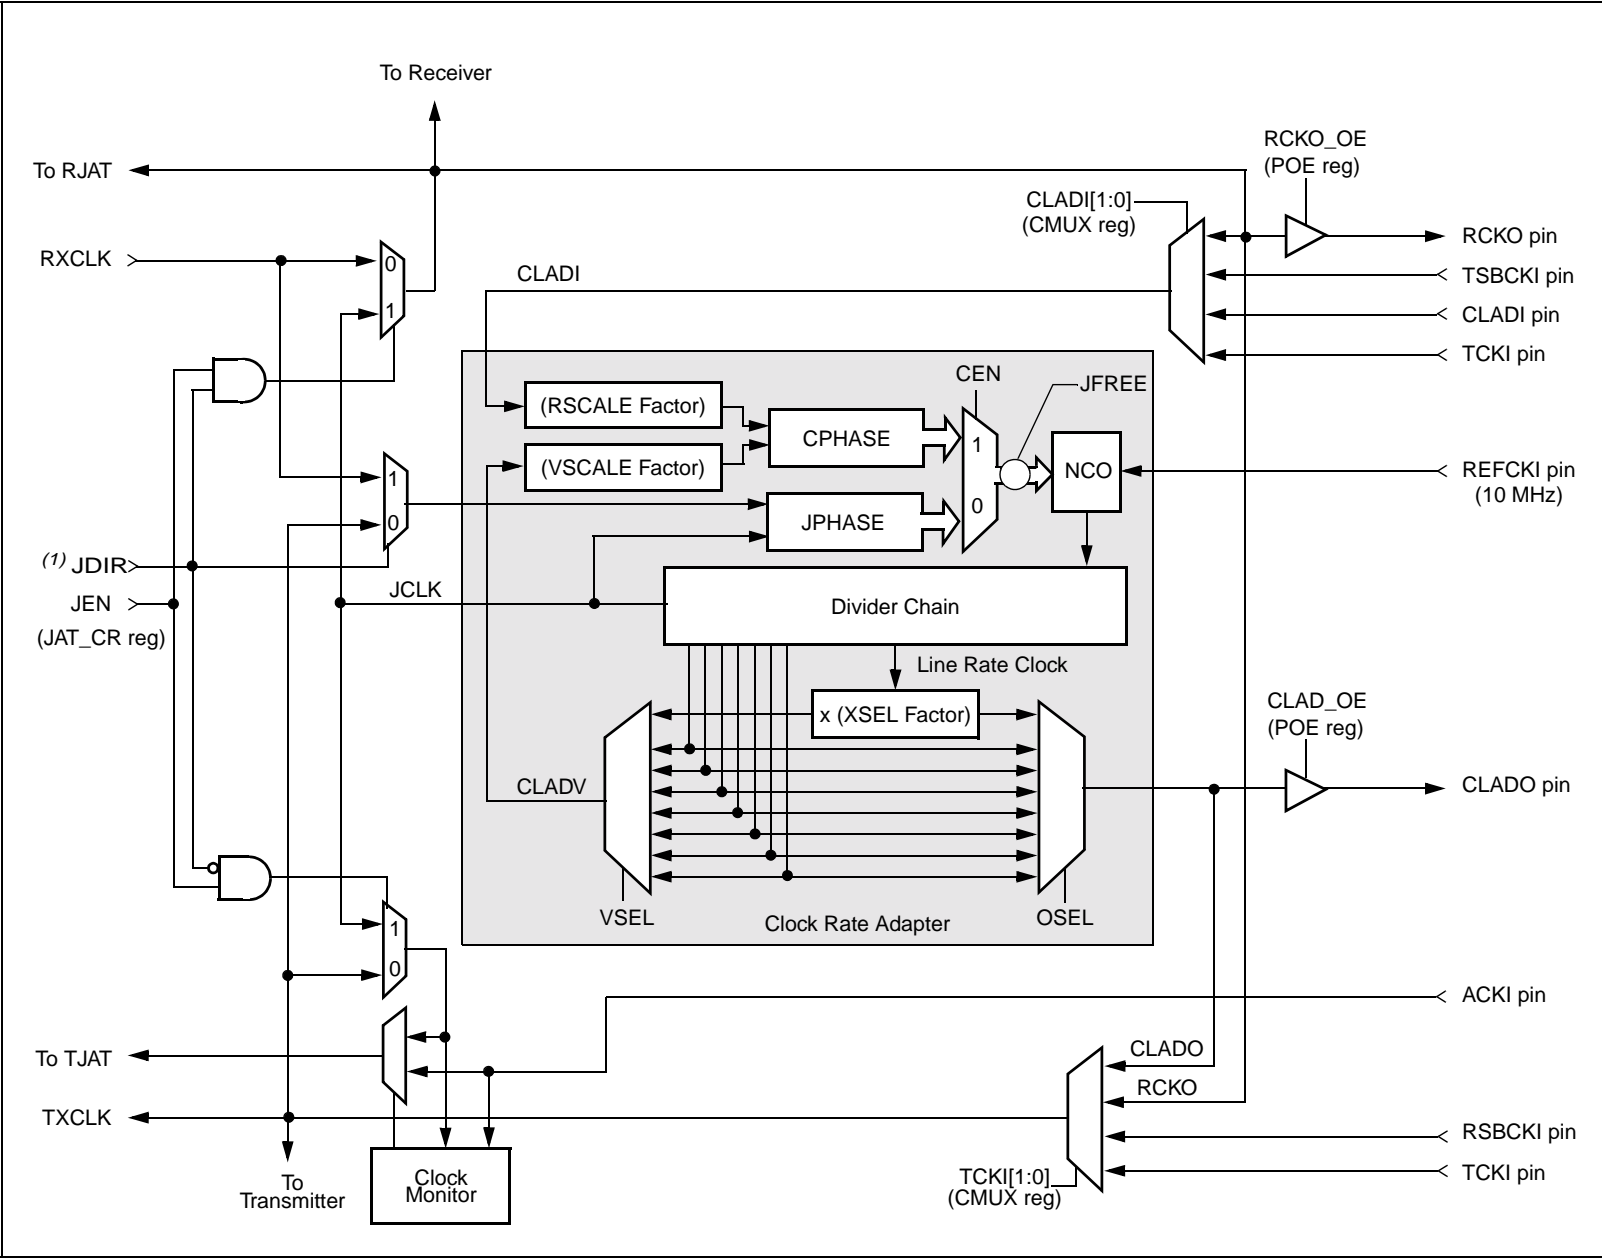 To Receiver
RCKO_OE
(POE reg)
To RJAT
CLADI[1:0]
(CMUX reg)
RCKO pin
RXCLK
0
CLADI
TSBCKI pin
1
CLADI pin
TCKI pin
CEN
JFREE
(RSCALE Factor)
CPHASE
1
(VSCALE Factor)
NCO
REFCKI pin
(10 MHz)
1
0
0
JPHASE
(1) JDIR
JCLK
JEN
Divider Chain
(JAT_CR reg)
Line Rate Clock
x (XSEL Factor)
CLAD_OE
(POE reg)
CLADV
CLADO pin
VSEL
OSEL
Clock Rate Adapter
1
0
ACKI pin
To TJAT
CLADO
RCKO
TXCLK
RSBCKI pin
TCKI pin
To
Transmitter
Clock
Monitor
TCKI[1:0]
(CMUX reg)